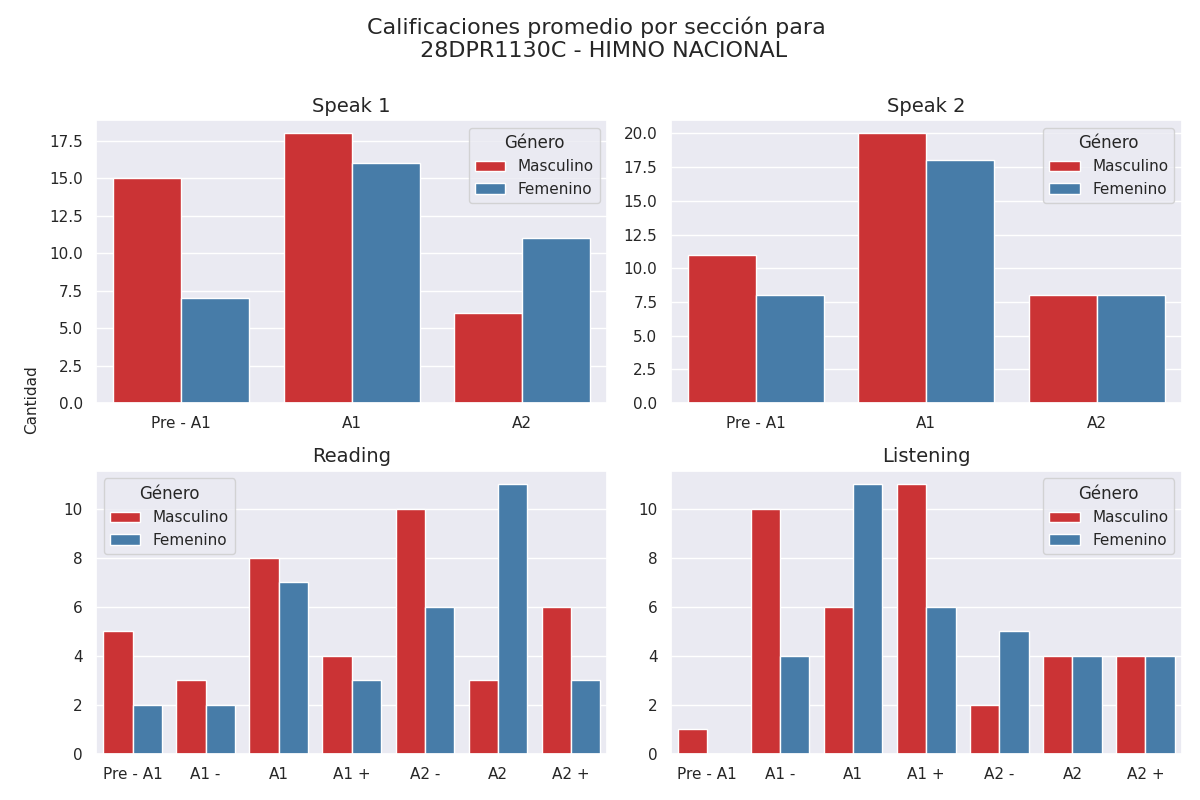 Calificaciones promedio por sección para
28DPR1130C - HIMNO NACIONAL
Speak 1
17.5
15.0
12.5
10.0
7.5
5.0
2.5
0.0
Género
Masculino
Femenino
Pre - A1 A1 A2
Speak 2
20.0
17.5
15.0
12.5
10.0
7.5
5.0
2.5
0.0
Género
Masculino
Femenino
Pre - A1 A1 A2
Cantidad
Reading
10
8
6
4
2
0
Género
Masculino
Femenino
Pre - A1 A1 - A1 A1 + A2 - A2 A2 +
Listening
10
8
6
4
2
0
Género
Masculino
Femenino
Pre - A1 A1 - A1 A1 + A2 - A2 A2 +